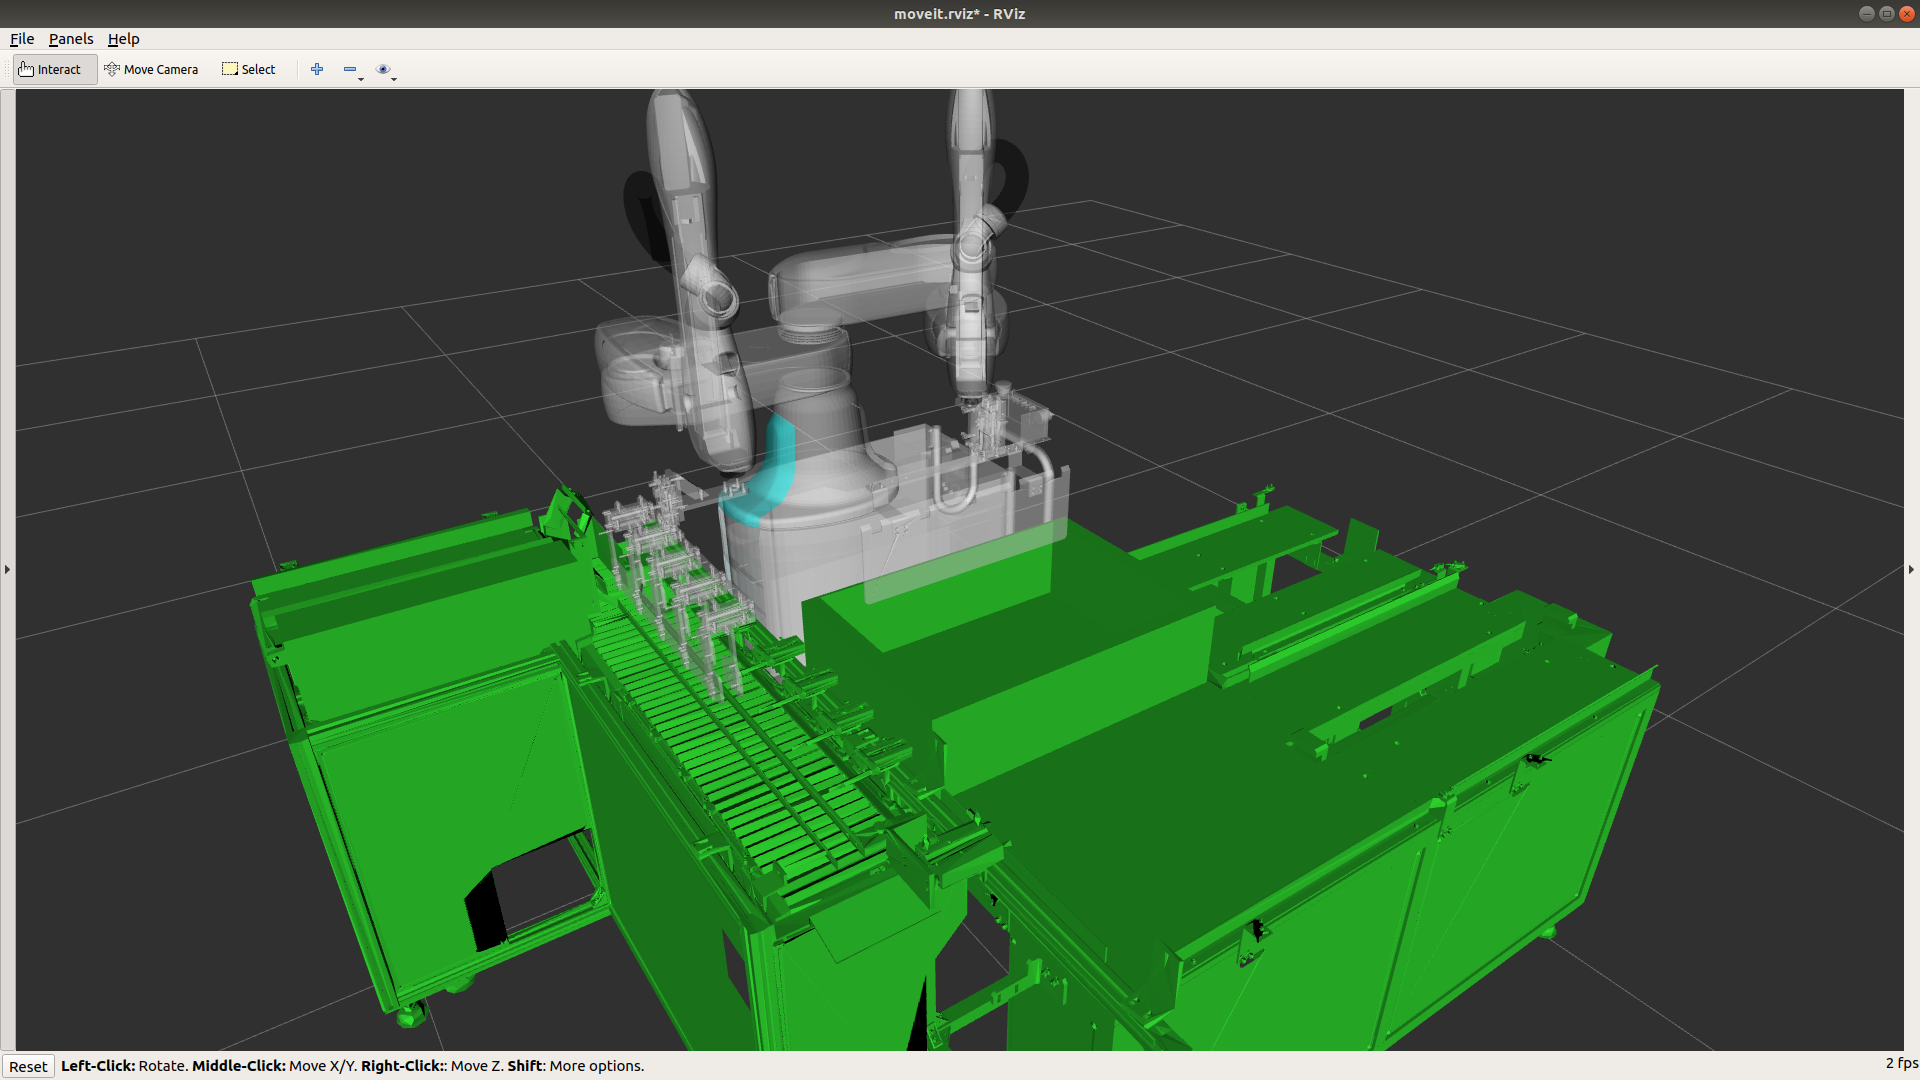 moveit.rviz* - RViz
File Panels Help
Interact Move Camera Select
Reset Left-Click: Rotate. Middle-Click: Move X/Y. Right-Click:: Move Z. Shift: More options. 2 fps